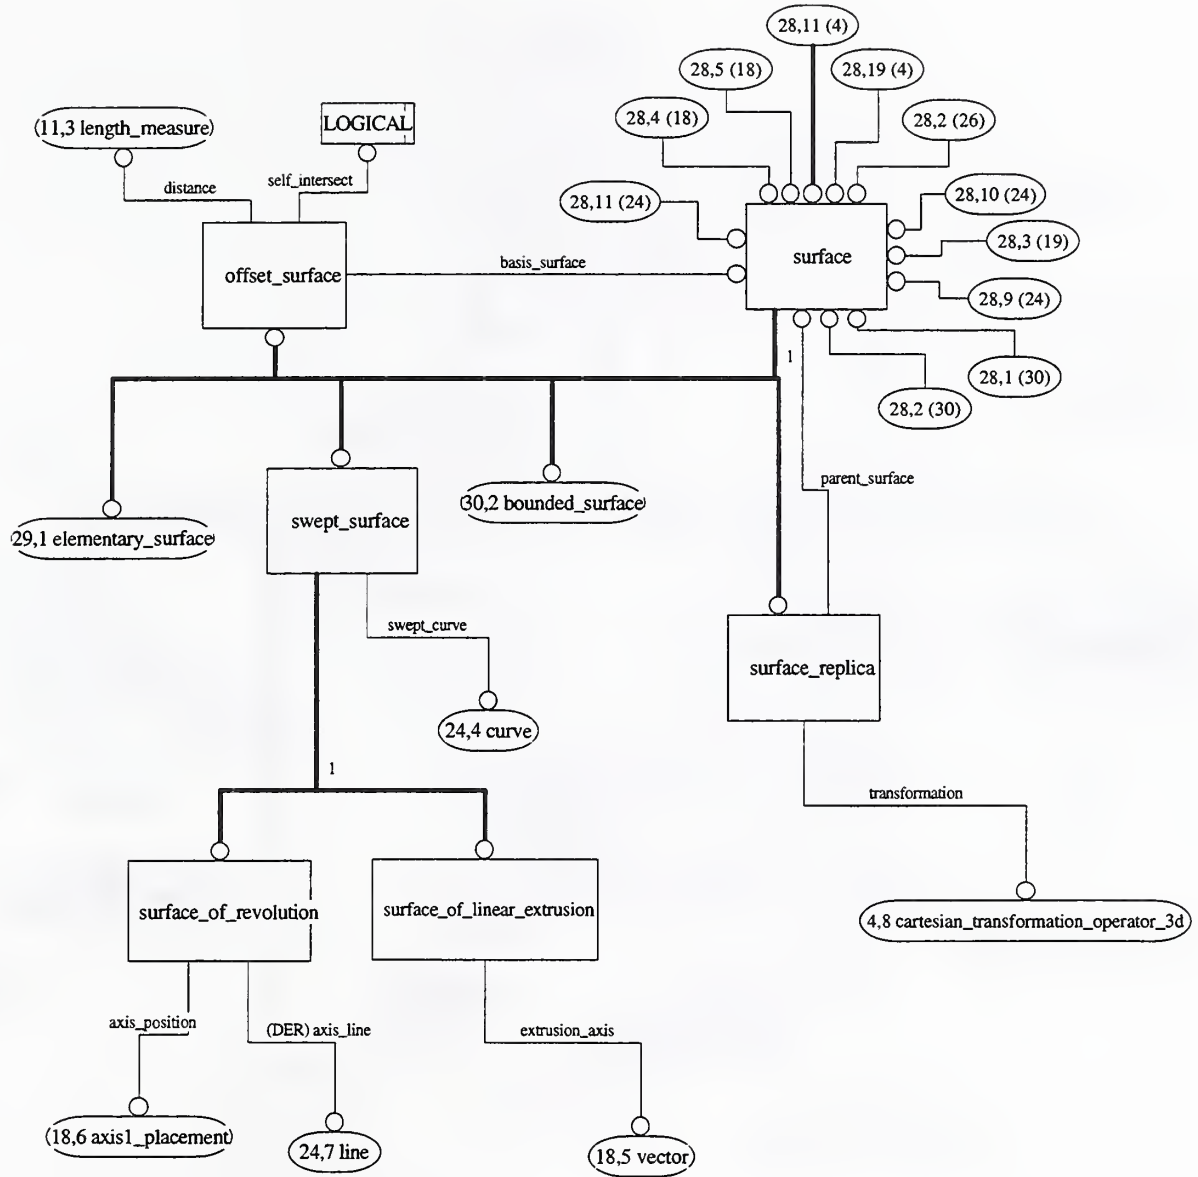 28,11 (4)
28,5 (18)
28,19 (4)
28,4 (18)
28,2 (26)
(11,3 length_measure)
LOGICAL
distance
self_intersect
28,11 (24)
28,10 (24)
28,3 (19)
28,9 (24)
offset_surface
basis_surface
surface
1
28,1 (30)
28,2 (30)
parent_surface
29,1 elementary_surface
swept_surface
30,2 bounded_surface
swept_curve
surface_replica
24,4 curve
1
transformation
surface_of_revolution
surface_of_linear_extrusion
4,8 cartesian_transformation_operator_3d
axis_position
(DER) axis_line
extrusion_axis
(18,6 axis1_placement)
24,7 line
18,5 vector